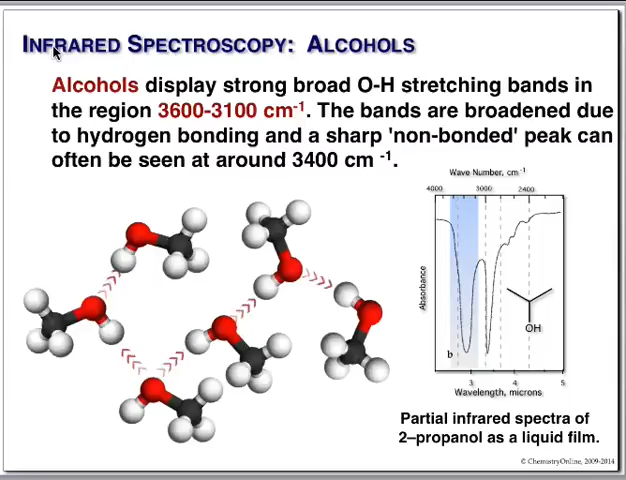 INFRARED SPECTROSCOPY: ALCOHOLS
Alcohols display strong broad O-H stretching bands in
the region 3600-3100 cm-1. The bands are broadened due
to hydrogen bonding and a sharp 'non-bonded' peak can
often be seen at around 3400 cm -1.
Wave Number, cm-1
4000 3000 2400
Absorbance
OH
b
3 4 5
Wavelength, microns
Partial infrared spectra of
2–propanol as a liquid film.
© ChemistryOnline, 2009-2014